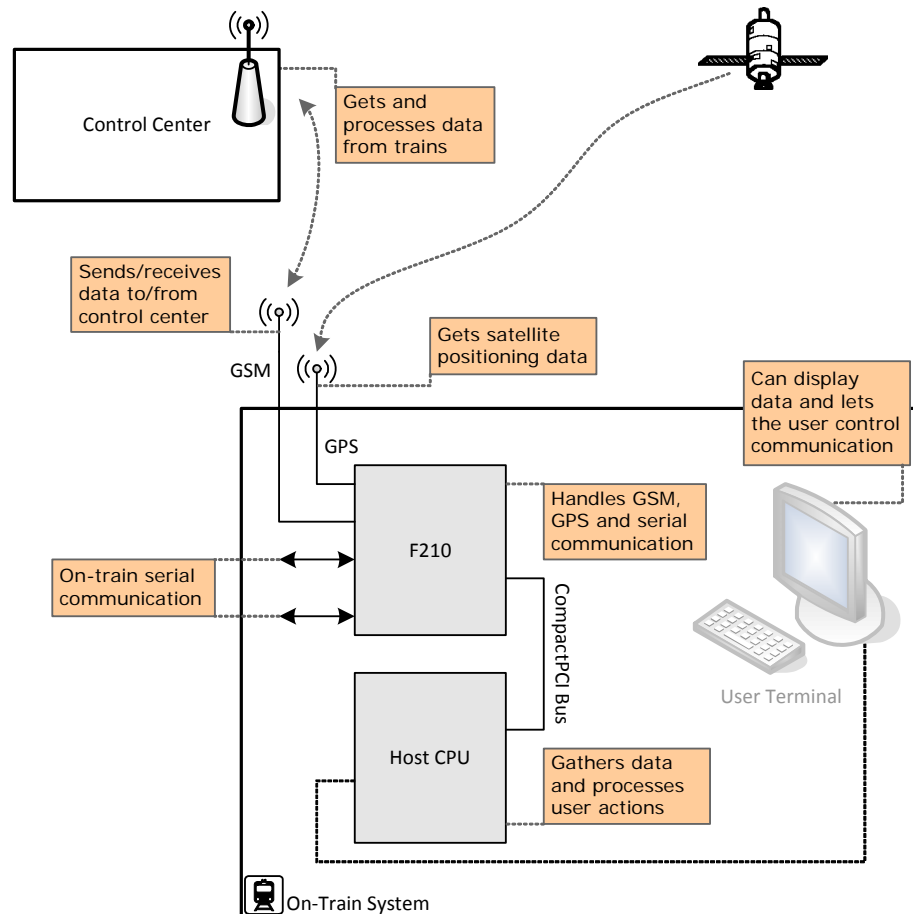 Control Center
Gets and
processes data
from trains
Sends/receives
data to/from
control center
GSM
Gets satellite
positioning data
GPS
Can display
data and lets
the user control
communication
F210
Handles GSM,
GPS and serial
communication
On-train serial
communication
CompactPCI Bus
User Terminal
Host CPU
Gathers data
and processes
user actions
On-Train System